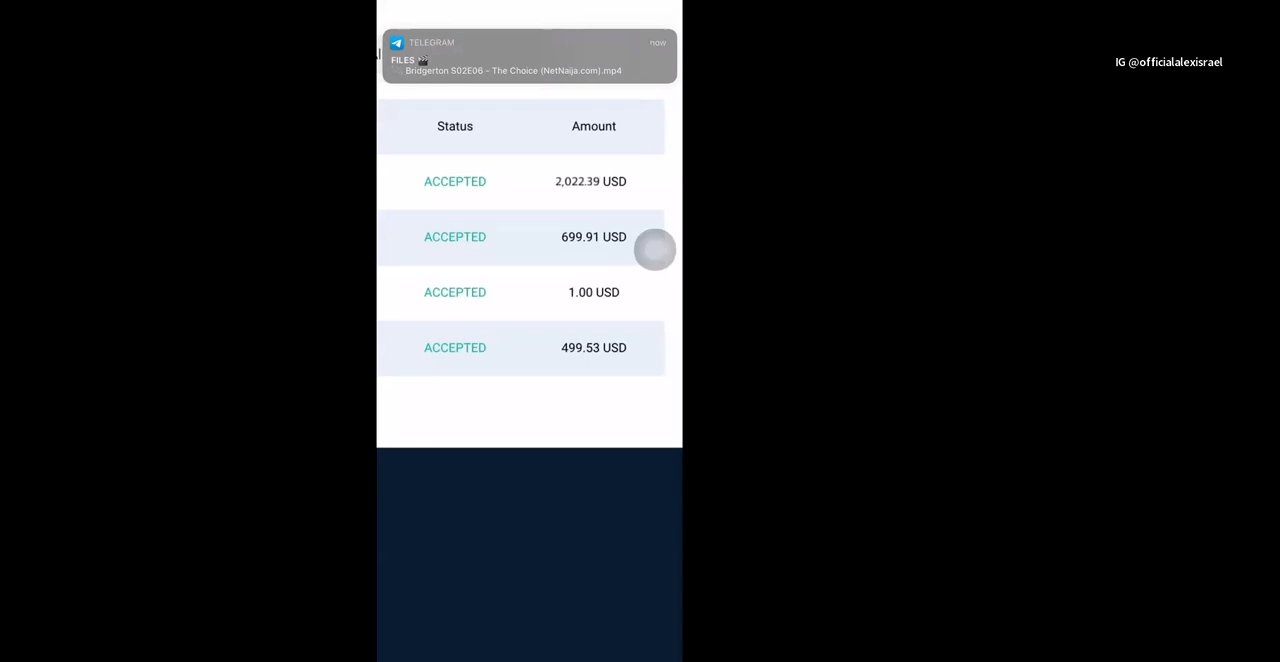 TELEGRAM now
FILES 🎬
Bridgerton S02E06 - The Choice (NetNaija.com).mp4
IG @officialalexisrael
Status Amount
ACCEPTED 2,022.39 USD
ACCEPTED 699.91 USD
ACCEPTED 1.00 USD
ACCEPTED 499.53 USD